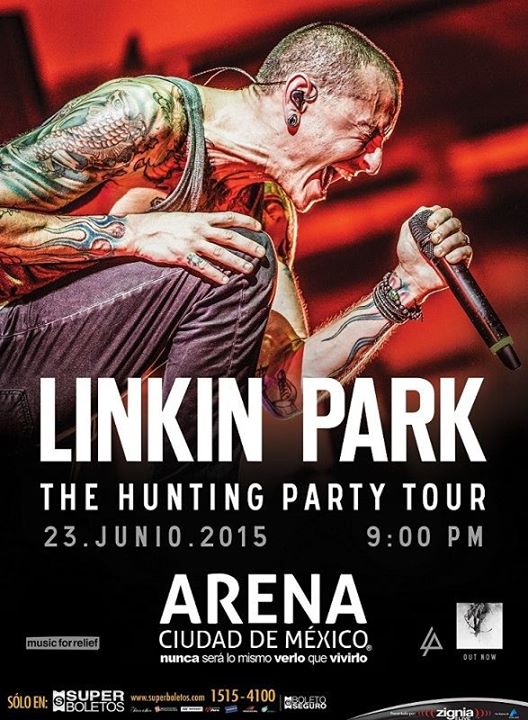 LINKIN PARK
THE HUNTING PARTY TOUR
23.JUNIO.2015 9:00 PM
ARENA
CIUDAD DE MÉXICO®
nunca será lo mismo verlo que vivirlo
music for relief
OUT NOW
SÓLO EN: SUPER BOLETOS www.superboletos.com 1515-4100 BOLETO SEGURO
zignia